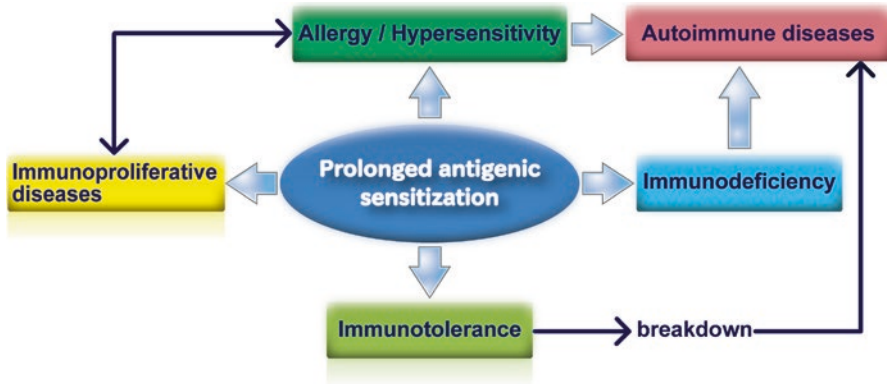 Allergy / Hypersensitivity
Autoimmune diseases
Immunoproliferative
diseases
Prolonged antigenic
sensitization
Immunodeficiency
Immunotolerance
breakdown